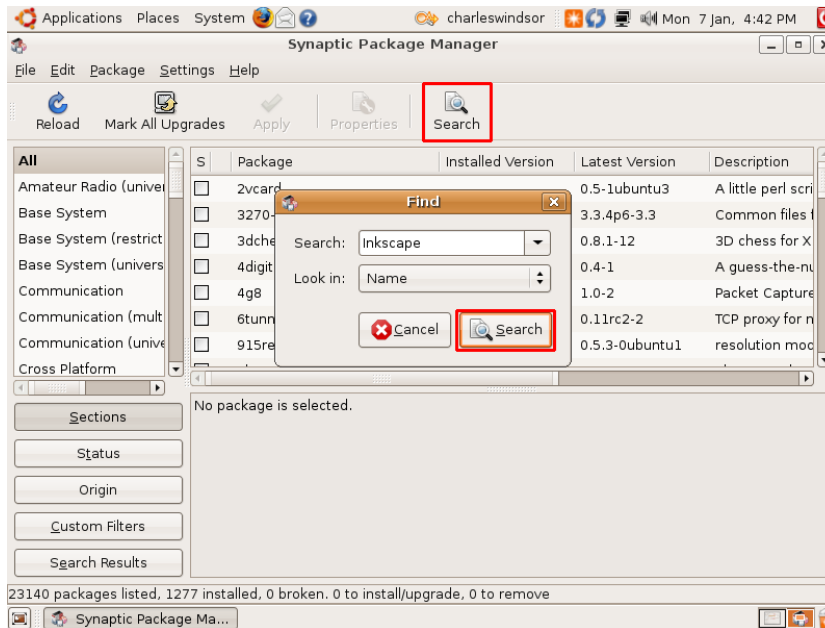 Applications Places System charleswindsor Mon 7 Jan, 4:42 PM
Synaptic Package Manager
File Edit Package Settings Help
Reload Mark All Upgrades Apply Properties Search
All
Amateur Radio (univer
Base System
Base System (restrict
Base System (univers
Communication
Communication (mult
Communication (unive
Cross Platform
S Package Installed Version Latest Version Description
2vcard 0.5-1ubuntu3 A little perl scri
3270- 3.3.4p6-3.3 Common files f
3dche 0.8.1-12 3D chess for X
4digit 0.4-1 A guess-the-nu
4g8 1.0-2 Packet Capture
6tunn 0.11rc2-2 TCP proxy for n
915re 0.5.3-0ubuntu1 resolution mod
Find
Search: Inkscape
Look in: Name
Cancel Search
Sections
Status
Origin
Custom Filters
Search Results
No package is selected.
23140 packages listed, 1277 installed, 0 broken. 0 to install/upgrade, 0 to remove
Synaptic Package Ma...